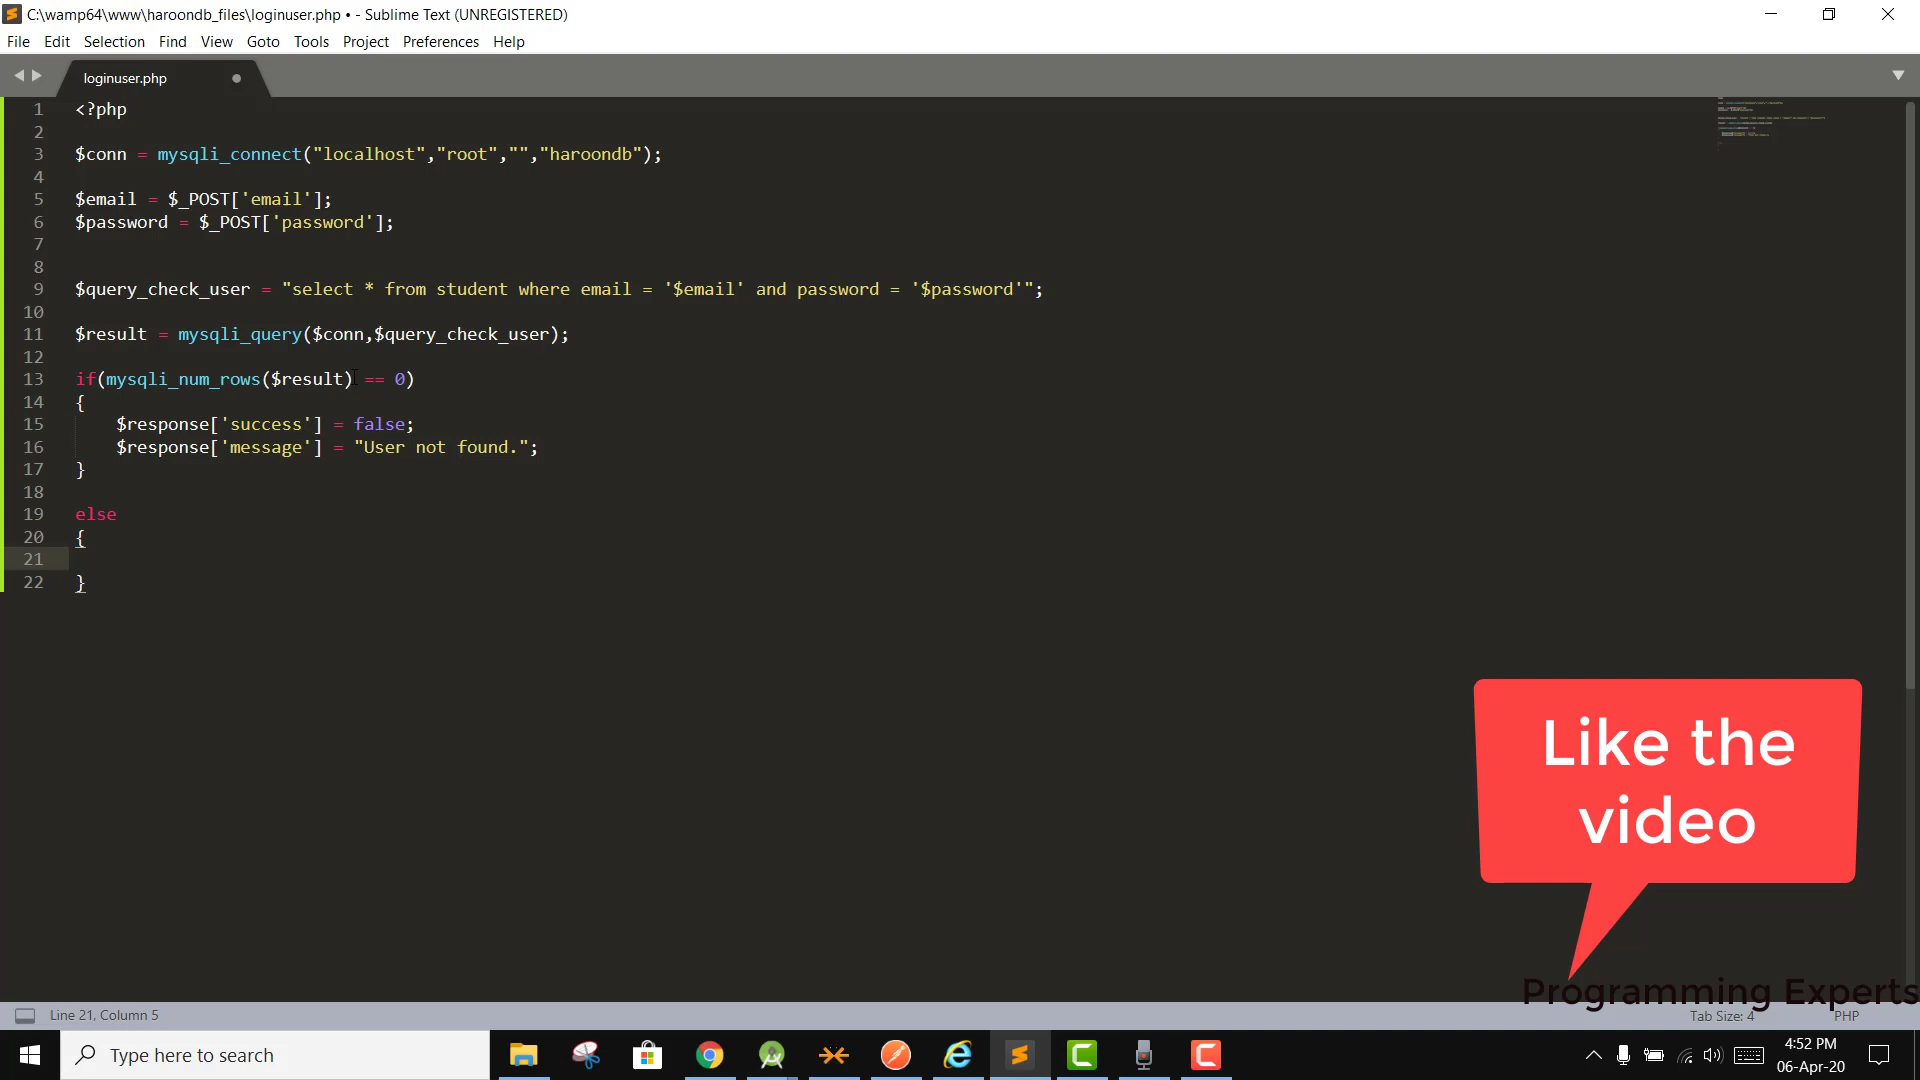 C:\wamp64\www\haroondb_files\loginuser.php • - Sublime Text (UNREGISTERED)
File Edit Selection Find View Goto Tools Project Preferences Help
loginuser.php
1 <?php
2
3 $conn = mysqli_connect("localhost","root","","haroondb");
4
5 $email = $_POST['email'];
6 $password = $_POST['password'];
7
8
9 $query_check_user = "select * from student where email = '$email' and password = '$password'";
10
11 $result = mysqli_query($conn,$query_check_user);
12
13 if(mysqli_num_rows($result) == 0)
14 {
15 $response['success'] = false;
16 $response['message'] = "User not found.";
17 }
18
19 else
20 {
21
22 }
Like the
video
Programming Experts
Line 21, Column 5
Tab Size: 4 PHP
Type here to search
4:52 PM
06-Apr-20